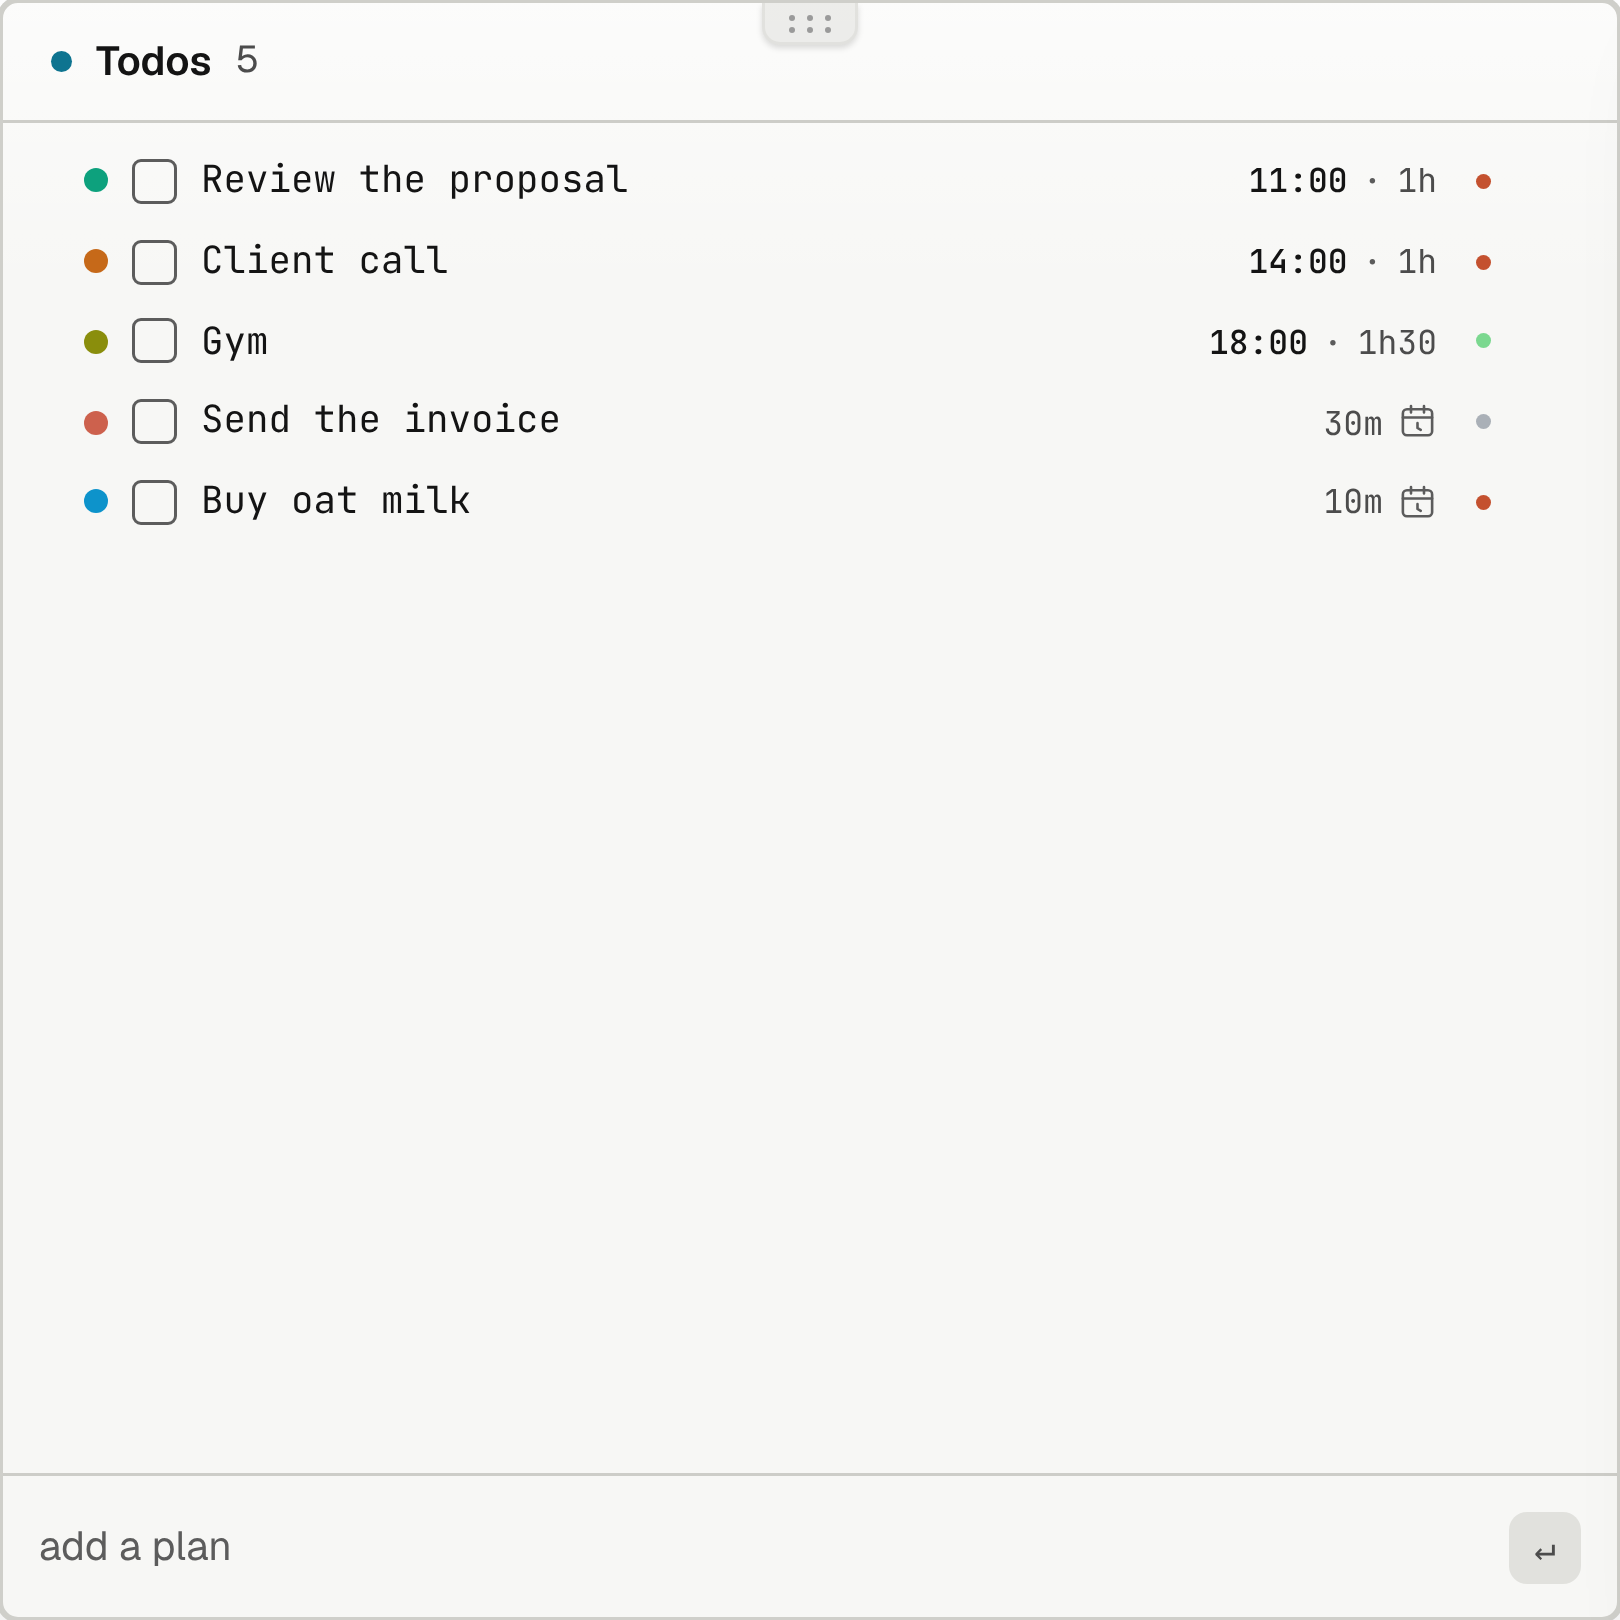 Todos 5
Review the proposal 11:00 · 1h
Client call 14:00 · 1h
Gym 18:00 · 1h30
Send the invoice 30m
Buy oat milk 10m
add a plan ↵